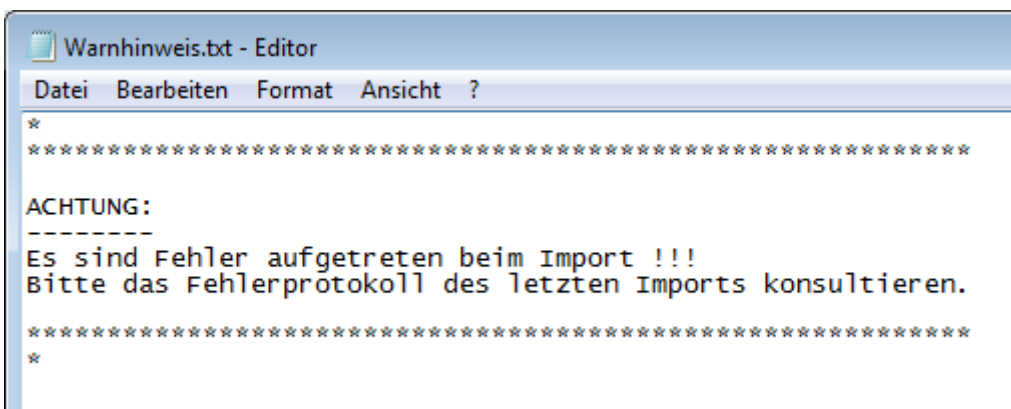 Warnhinweis.txt - Editor
Datei Bearbeiten Format Ansicht ?
*
***********************************************************
ACHTUNG:
--------
Es sind Fehler aufgetreten beim Import !!!
Bitte das Fehlerprotokoll des letzten Imports konsultieren.
***********************************************************
*